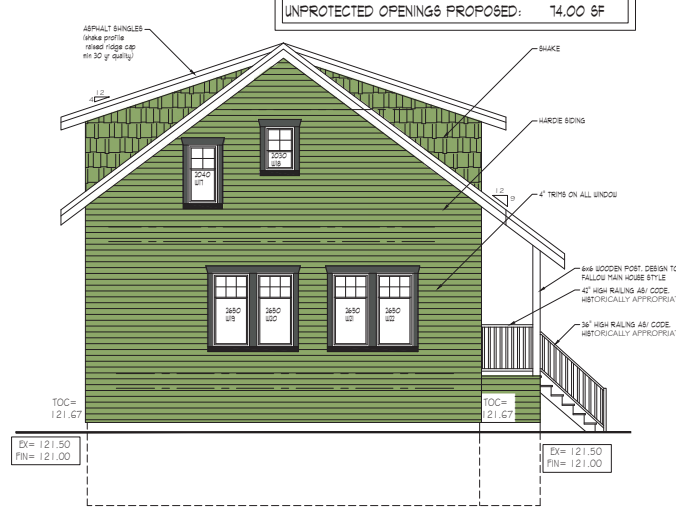 UNPROTECTED OPENINGS PROPOSED: 74.00 SF
ASPHALT SHINGLES
(shake profile
raised ridge cap
min 30 yr quality)
12
4
SHAKE
HARDIE SIDING
2030
W18
2040
W17
12
9
4" TRIMS ON ALL WINDOW
6x6 WOODEN POST. DESIGN TO
FALLOW MAIN HOUSE STYLE
42" HIGH RAILING AS/ CODE.
HISTORICALLY APPROPRIAT
2650
W19
2650
W20
2650
W21
2650
W22
36" HIGH RAILING AS/ CODE.
HISTORICALLY APPROPRIAT
TOC=
121.67
TOC=
121.67
EX= 121.50
FIN= 121.00
EX= 121.50
FIN= 121.00